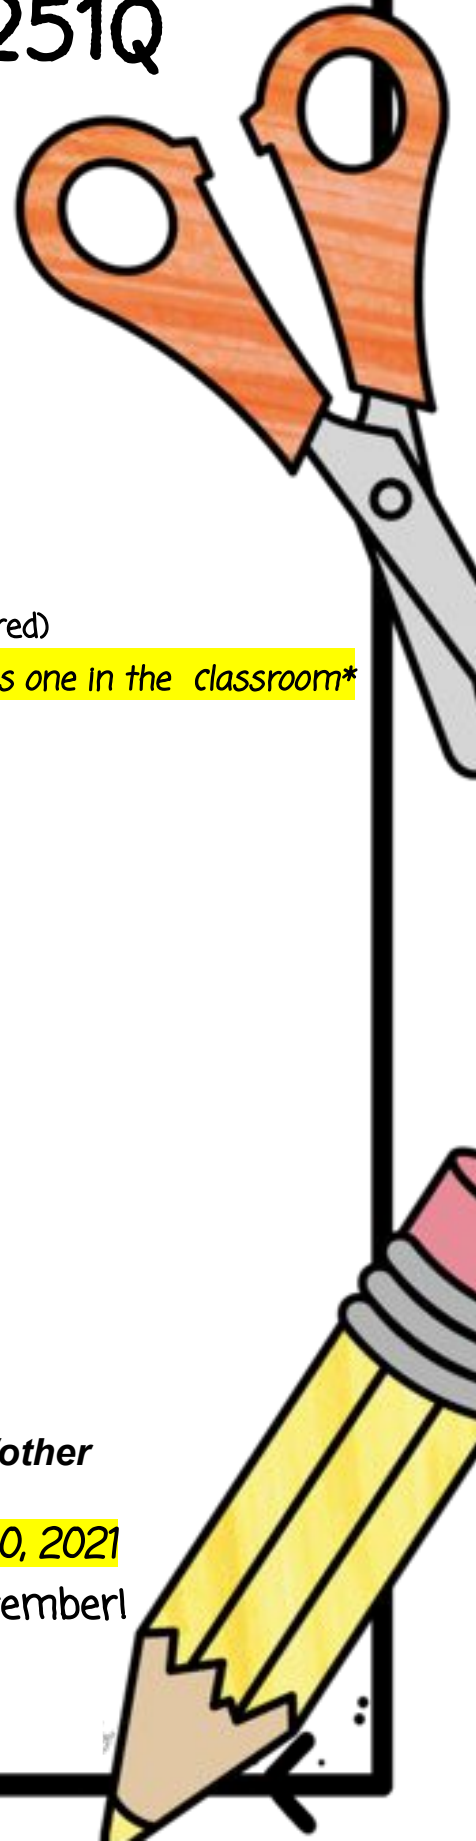 251Q
red)
s one in the classroom*
/other
0, 2021
ember!